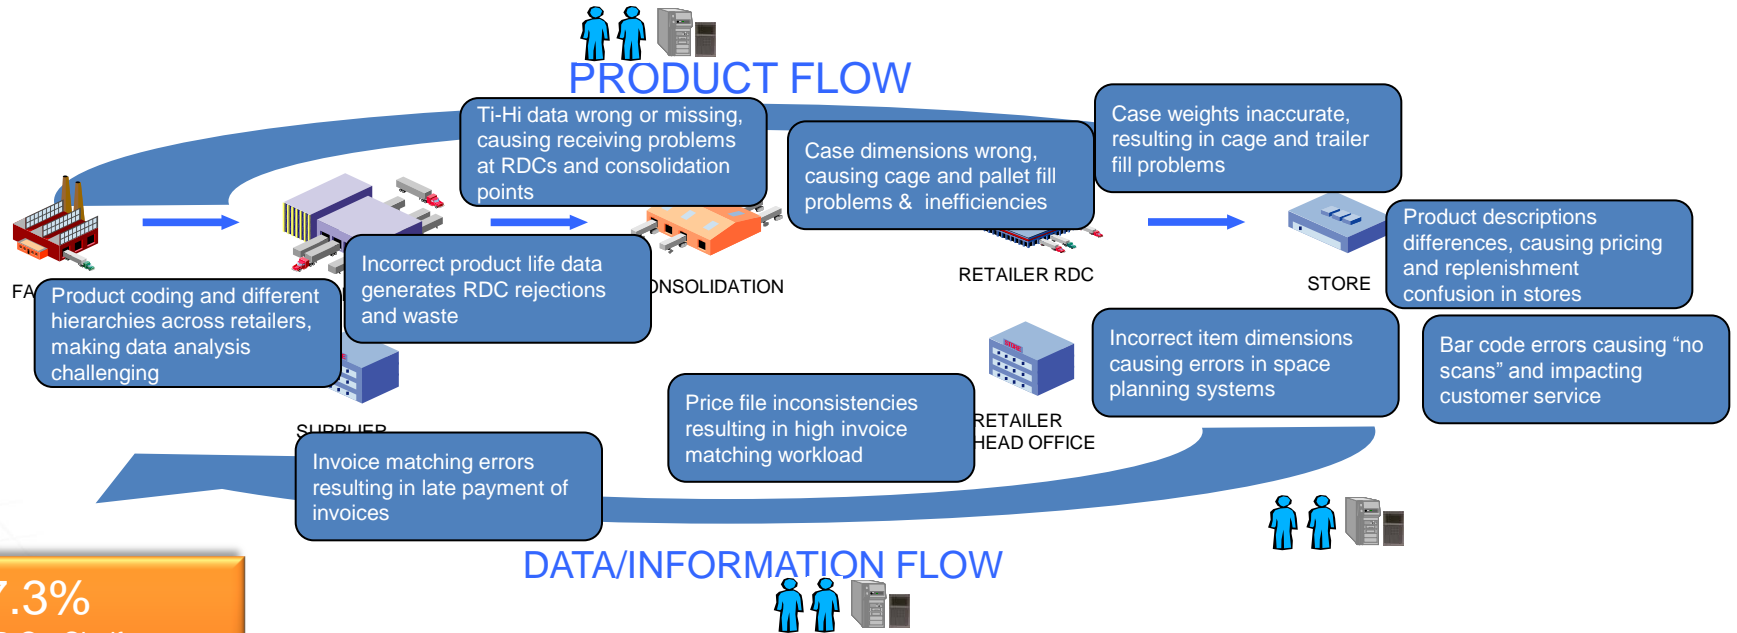 PRODUCT FLOW
Ti-Hi data wrong or missing,
causing receiving problems
at RDCs and consolidation
points
Case dimensions wrong,
causing cage and pallet fill
problems & inefficiencies
Case weights inaccurate,
resulting in cage and trailer
fill problems
Product descriptions
differences, causing pricing
and replenishment
confusion in stores
FA
Product coding and different
hierarchies across retailers,
making data analysis
challenging
Incorrect product life data
generates RDC rejections
and waste
ONSOLIDATION
RETAILER RDC
STORE
Incorrect item dimensions
causing errors in space
planning systems
Bar code errors causing “no
scans” and impacting
customer service
SUPPLIER
Price file inconsistencies
resulting in high invoice
matching workload
RETAILER
HEAD OFFICE
Invoice matching errors
resulting in late payment of
invoices
DATA/INFORMATION FLOW
7.3%